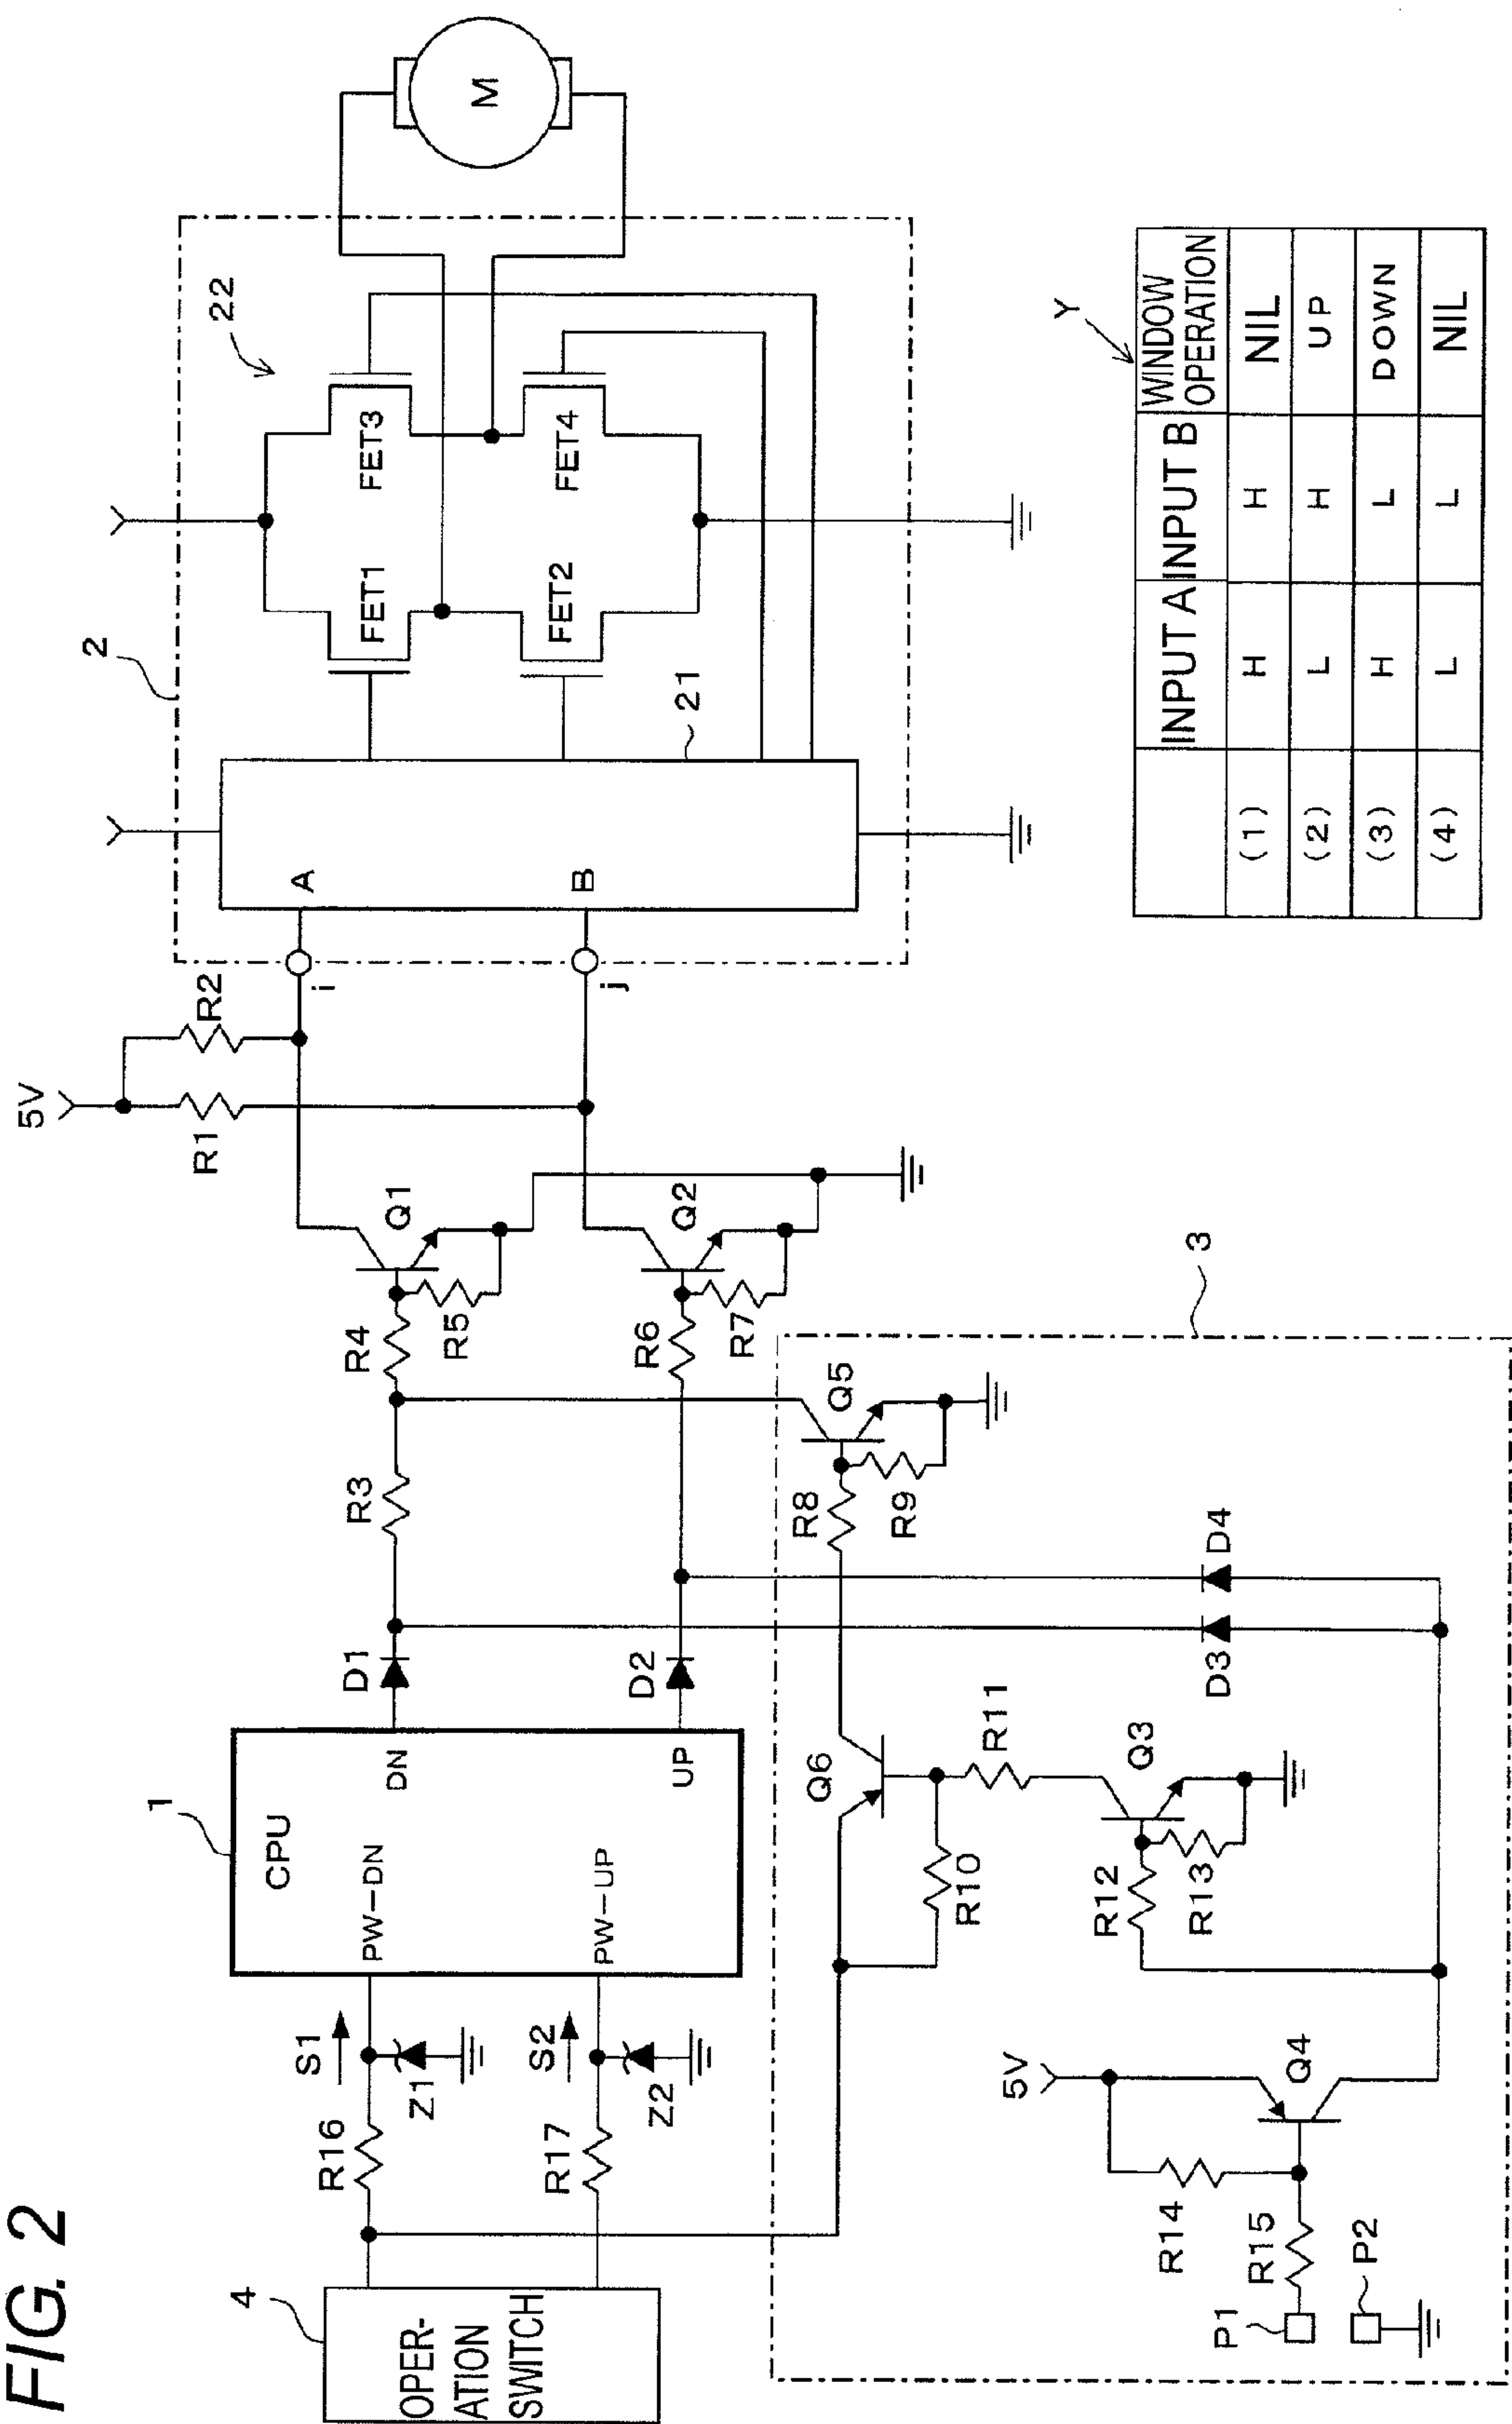 FIG. 2
4
OPER-
ATION
SWITCH
R16
R17
S1
S2
Z1
Z2
1
CPU
PW-DN
PW-UP
DN
UP
D1
D2
R3
R4
R5
R6
R7
Q1
Q2
5V
R1
R2
i
j
2
A
B
21
22
FET1
FET2
FET3
FET4
M
3
P1
P2
R15
R14
5V
Q4
R12
R13
Q3
R10
R11
Q6
D3
D4
R8
R9
Q5
Y
INPUT A INPUT B WINDOW OPERATION
(1) H H NIL
(2) L H UP
(3) H L DOWN
(4) L L NIL